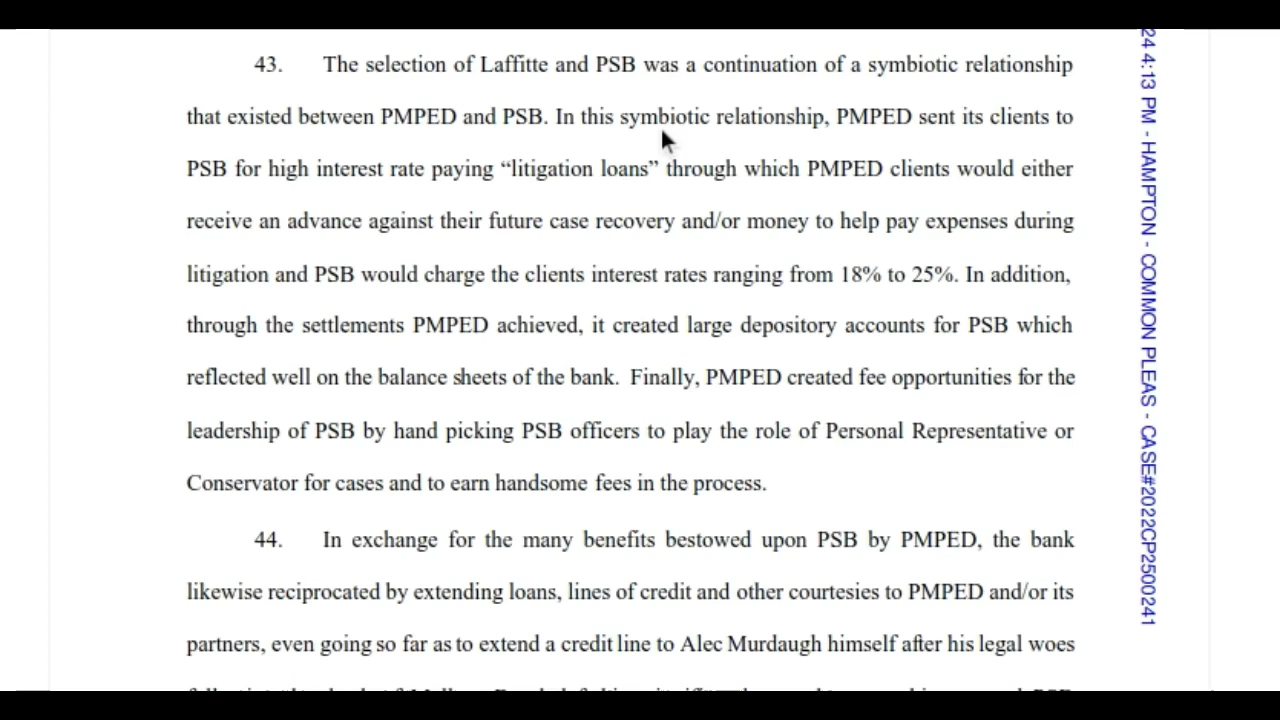 43. The selection of Laffitte and PSB was a continuation of a symbiotic relationship
that existed between PMPED and PSB. In this symbiotic relationship, PMPED sent its clients to
PSB for high interest rate paying “litigation loans” through which PMPED clients would either
receive an advance against their future case recovery and/or money to help pay expenses during
litigation and PSB would charge the clients interest rates ranging from 18% to 25%. In addition,
through the settlements PMPED achieved, it created large depository accounts for PSB which
reflected well on the balance sheets of the bank. Finally, PMPED created fee opportunities for the
leadership of PSB by hand picking PSB officers to play the role of Personal Representative or
Conservator for cases and to earn handsome fees in the process.
44. In exchange for the many benefits bestowed upon PSB by PMPED, the bank
likewise reciprocated by extending loans, lines of credit and other courtesies to PMPED and/or its
partners, even going so far as to extend a credit line to Alec Murdaugh himself after his legal woes
24 4:13 PM - HAMPTON - COMMON PLEAS - CASE#2022CP2500241